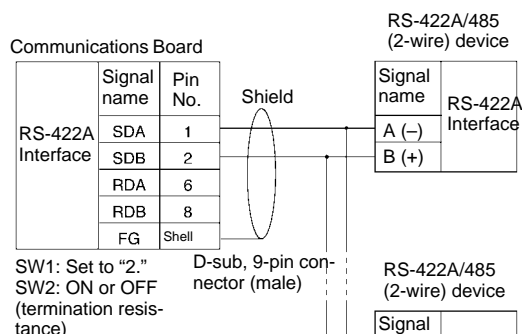 RS-422A/485
(2-wire) device
Communications Board
Signal name Pin No.
Shield
Signal name
RS-422A Interface
RS-422A Interface
SDA 1
A (–)
SDB 2
B (+)
RDA 6
RDB 8
FG Shell
SW1: Set to “2.”
SW2: ON or OFF
(termination resis-
tance)
D-sub, 9-pin con-
nector (male)
RS-422A/485
(2-wire) device
Signal